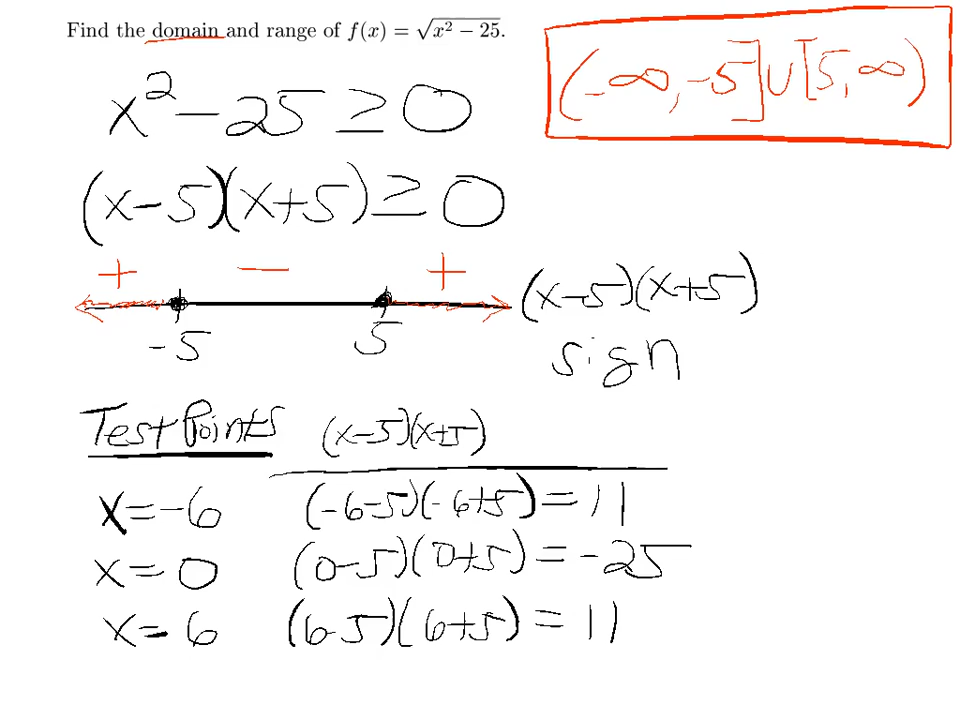 Find the domain and range of f(x) = √(x² − 25).
(-∞, -5] ∪ [5, ∞)
x² − 25 ≥ 0
(x−5)(x+5) ≥ 0
+ − +
-5 5
(x−5)(x+5)
sign
Test Points (x−5)(x+5)
x = -6 (-6-5)(-6+5) = 11
x = 0 (0-5)(0+5) = -25
x = 6 (6-5)(6+5) = 11